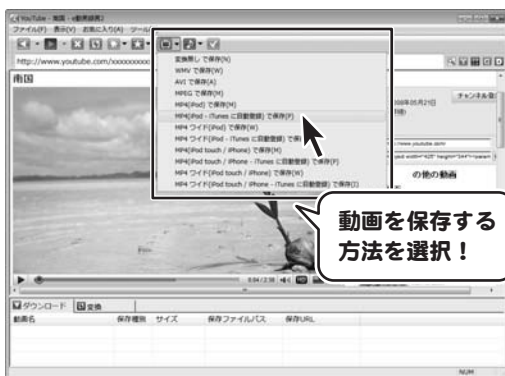 YouTube - 南国 - e動画録画2
ファイル(F) 表示(V) お気に入り(A) ツール
http://www.youtube.com/xxxxxxxxxx
南国
変換無し で保存(N)
WMV で保存(W)
AVI で保存(A)
MPEG で保存(M)
MP4(iPod) で保存(M)
MP4(iPod - iTunes に自動登録) で保存(P)
MP4 ワイド(iPod) で保存(W)
MP4 ワイド(iPod - iTunes に自動登録) で保
MP4(iPod touch / iPhone) で保存(M)
MP4(iPod touch / iPhone - iTunes に自動登録) で保存(P)
MP4 ワイド(iPod touch / iPhone) で保存(W)
MP4 ワイド(iPod touch / iPhone - iTunes に自動登録) で保存(I)
チャンネル登
2008年05月21日
//www.youtube.com/
の他の動画
動画を保存する
方法を選択！
0:04 / 2:38
HD
ダウンロード 変換
動画名 保存種別 サイズ 保存ファイルパス 保存URL
NUM